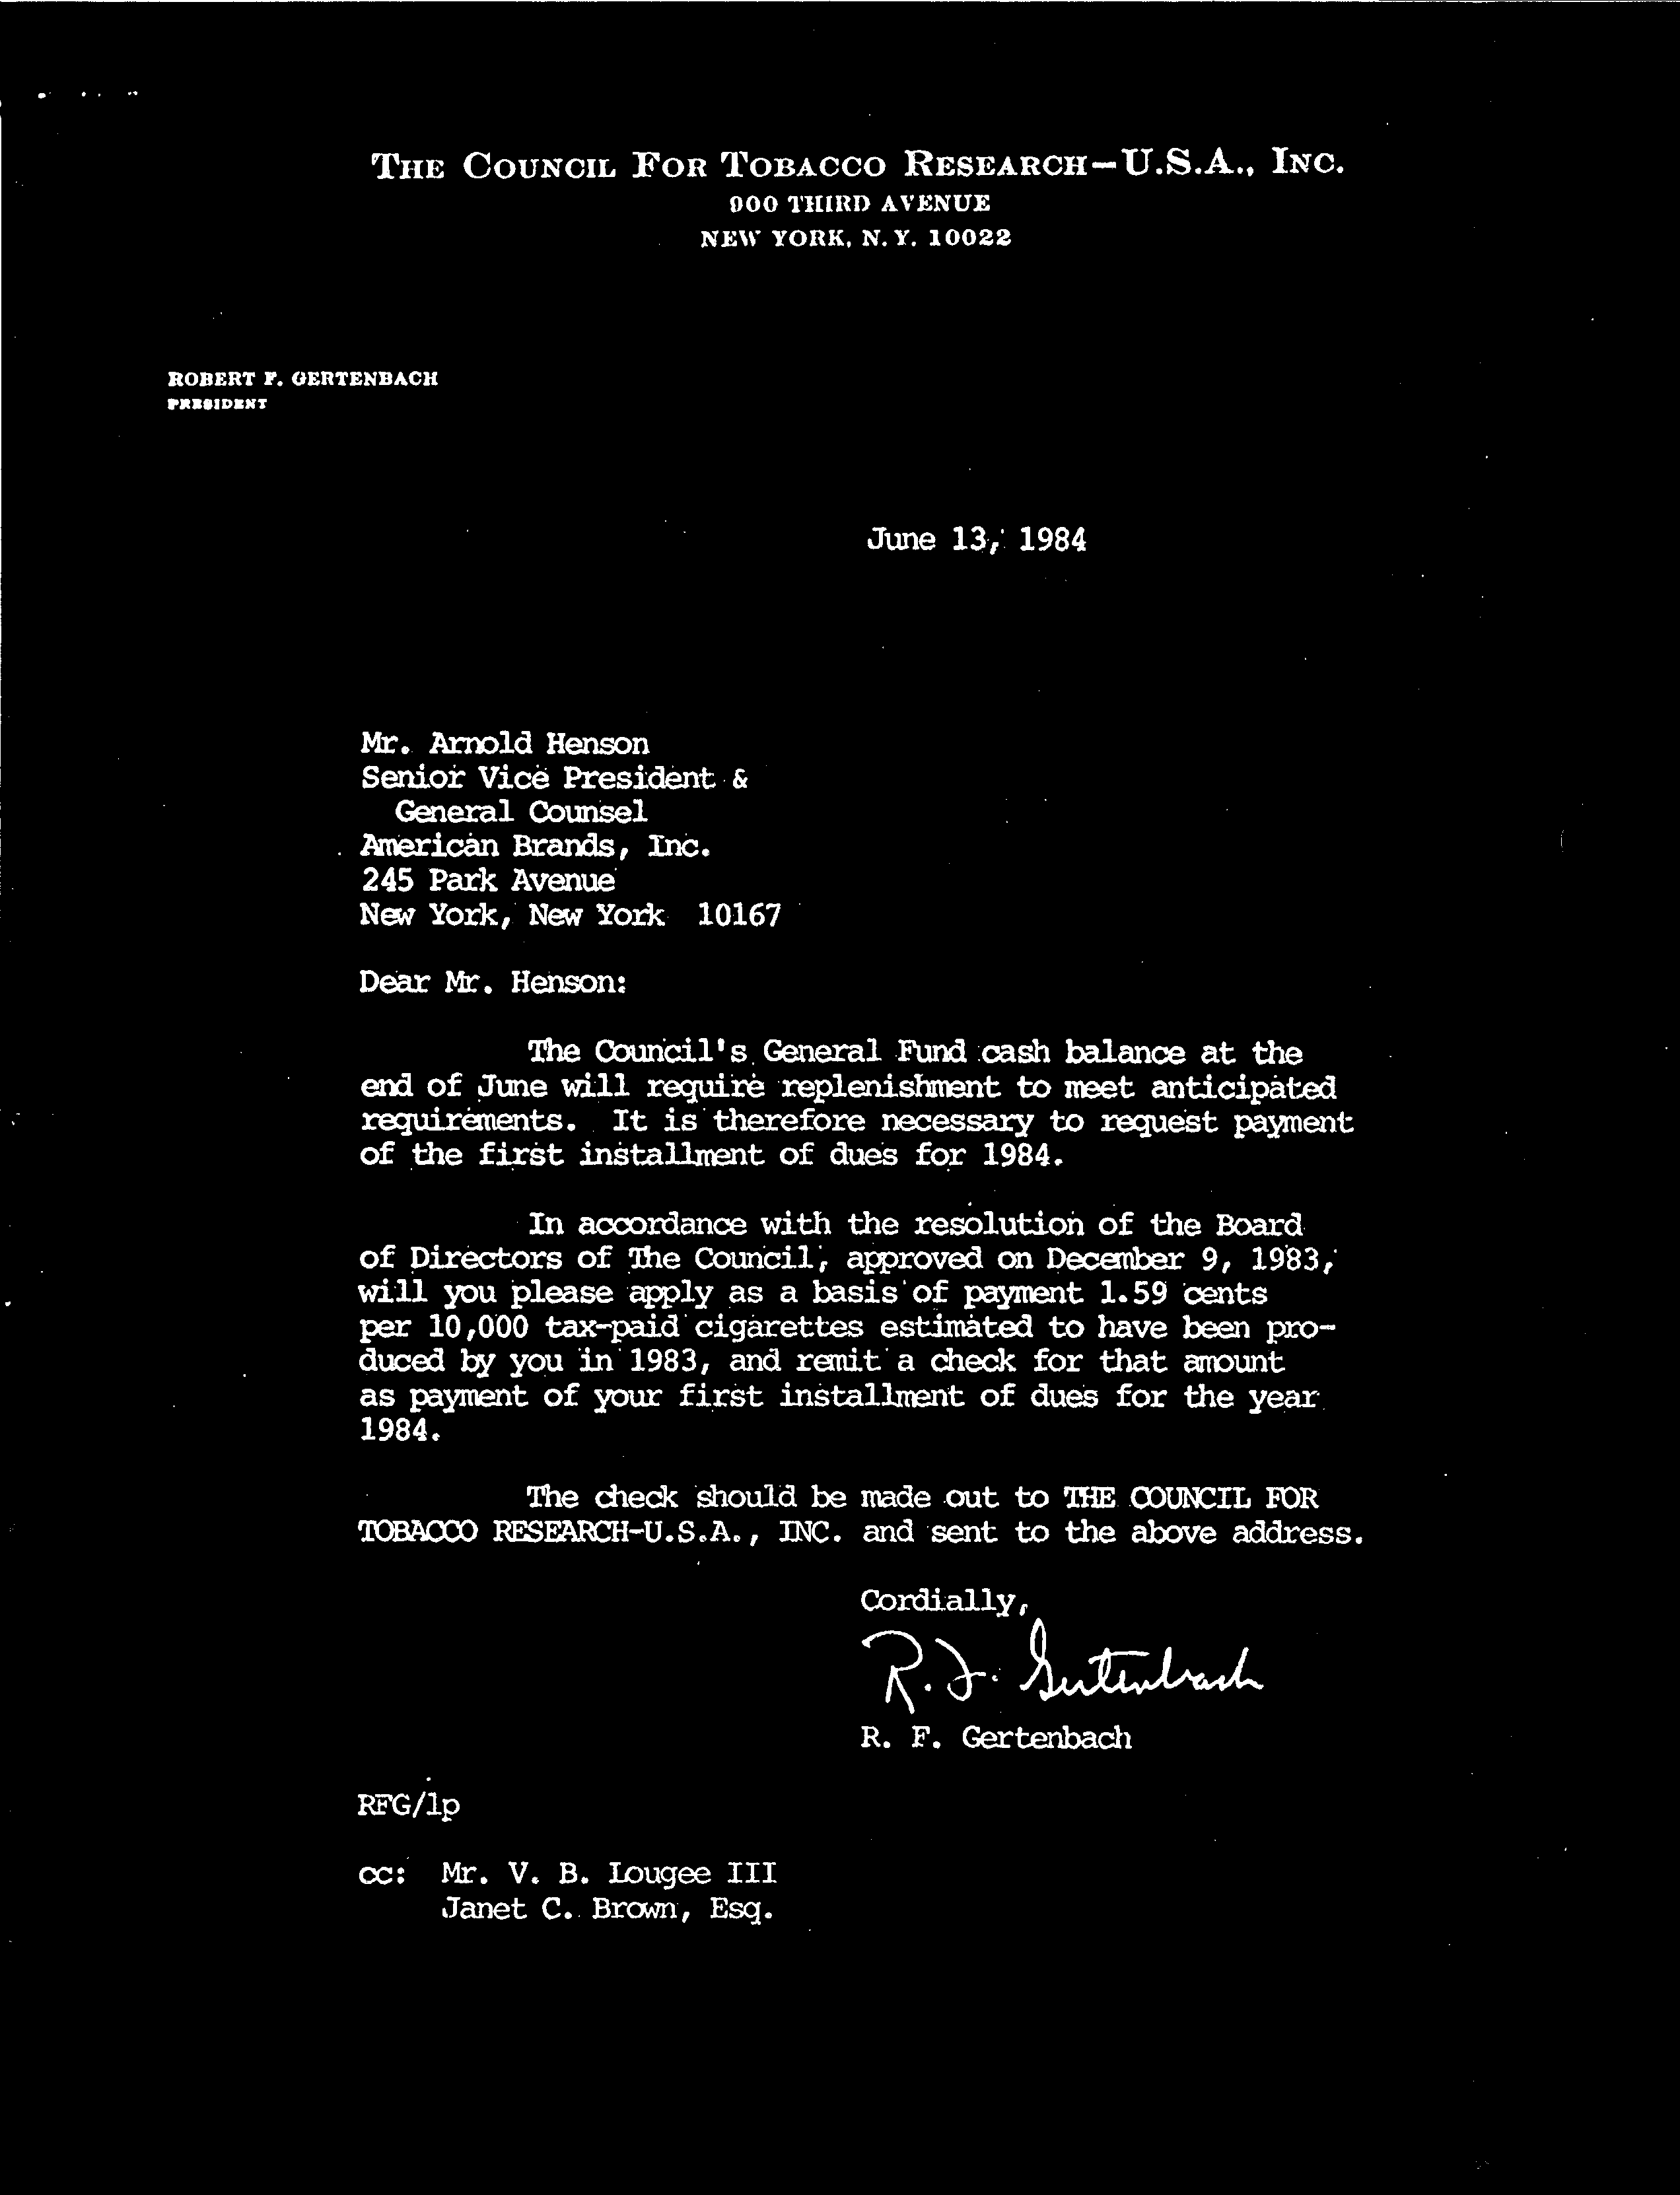 THE COUNCIL FOR TOBACCO RESEARCH—U.S.A., INC.
900 THIRD AVENUE
NEW YORK, N.Y. 10022
ROBERT F. GERTENBACH
PRESIDENT
June 13, 1984
Mr. Arnold Henson
Senior Vice President &
General Counsel
American Brands, Inc.
245 Park Avenue
New York, New York 10167
Dear Mr. Henson:
The Council's General Fund cash balance at the
end of June will require replenishment to meet anticipated
requirements. It is therefore necessary to request payment
of the first installment of dues for 1984.
In accordance with the resolution of the Board
of Directors of The Council, approved on December 9, 1983,
will you please apply as a basis of payment 1.59 cents
per 10,000 tax-paid cigarettes estimated to have been pro-
duced by you in 1983, and remit a check for that amount
as payment of your first installment of dues for the year
1984.
The check should be made out to THE COUNCIL FOR
TOBACCO RESEARCH-U.S.A., INC. and sent to the above address.
Cordially,
R. F. Gertenbach
R. F. Gertenbach
RFG/lp
cc: Mr. V. B. Lougee III
Janet C. Brown, Esq.